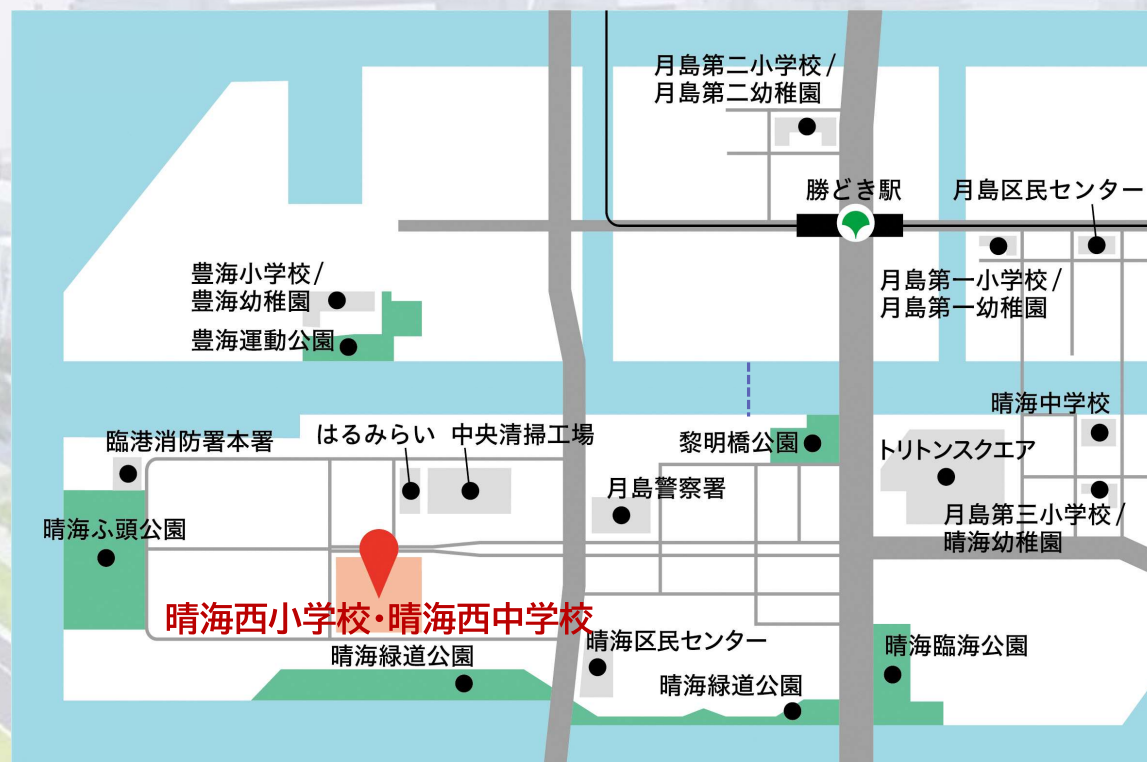 月島第二小学校/
月島第二幼稚園
勝どき駅
月島区民センター
豊海小学校/
豊海幼稚園
月島第一小学校/
月島第一幼稚園
豊海運動公園
晴海中学校
臨港消防署本署
はるみらい
中央清掃工場
黎明橋公園
トリトンスクエア
月島警察署
月島第三小学校/
晴海幼稚園
晴海ふ頭公園
晴海西小学校・晴海西中学校
晴海区民センター
晴海臨海公園
晴海緑道公園
晴海緑道公園